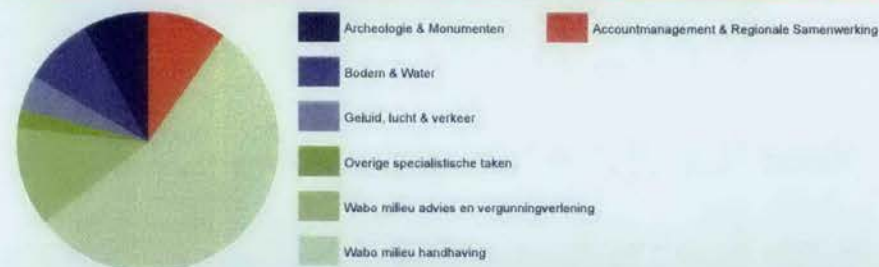 Archeologie & Monumenten
Accountmanagement & Regionale Samenwerking
Bodem & Water
Geluid, lucht & verkeer
Overige specialistische taken
Wabo milieu advies en vergunningverlening
Wabo milieu handhaving